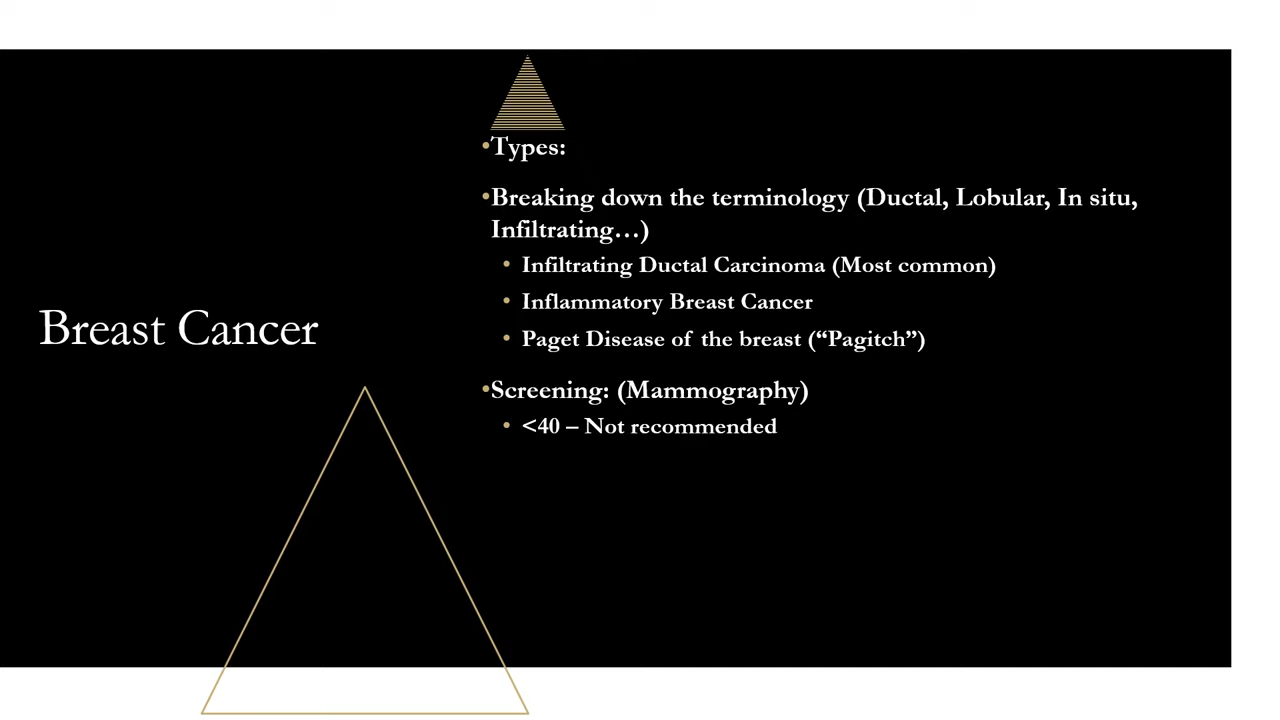 Breast Cancer
•Types:
•Breaking down the terminology (Ductal, Lobular, In situ,
Infiltrating…)
• Infiltrating Ductal Carcinoma (Most common)
• Inflammatory Breast Cancer
• Paget Disease of the breast (“Pagitch”)
•Screening: (Mammography)
• <40 – Not recommended